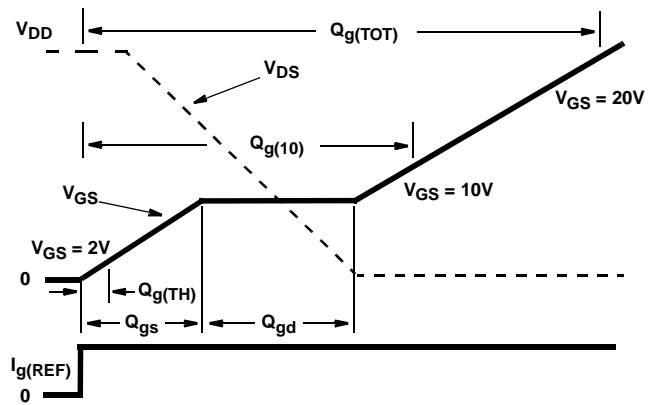 VDD
Qg(TOT)
VDS
VGS = 20V
Qg(10)
VGS
VGS = 10V
VGS = 2V
0
Qg(TH)
Qgs
Qgd
Ig(REF)
0